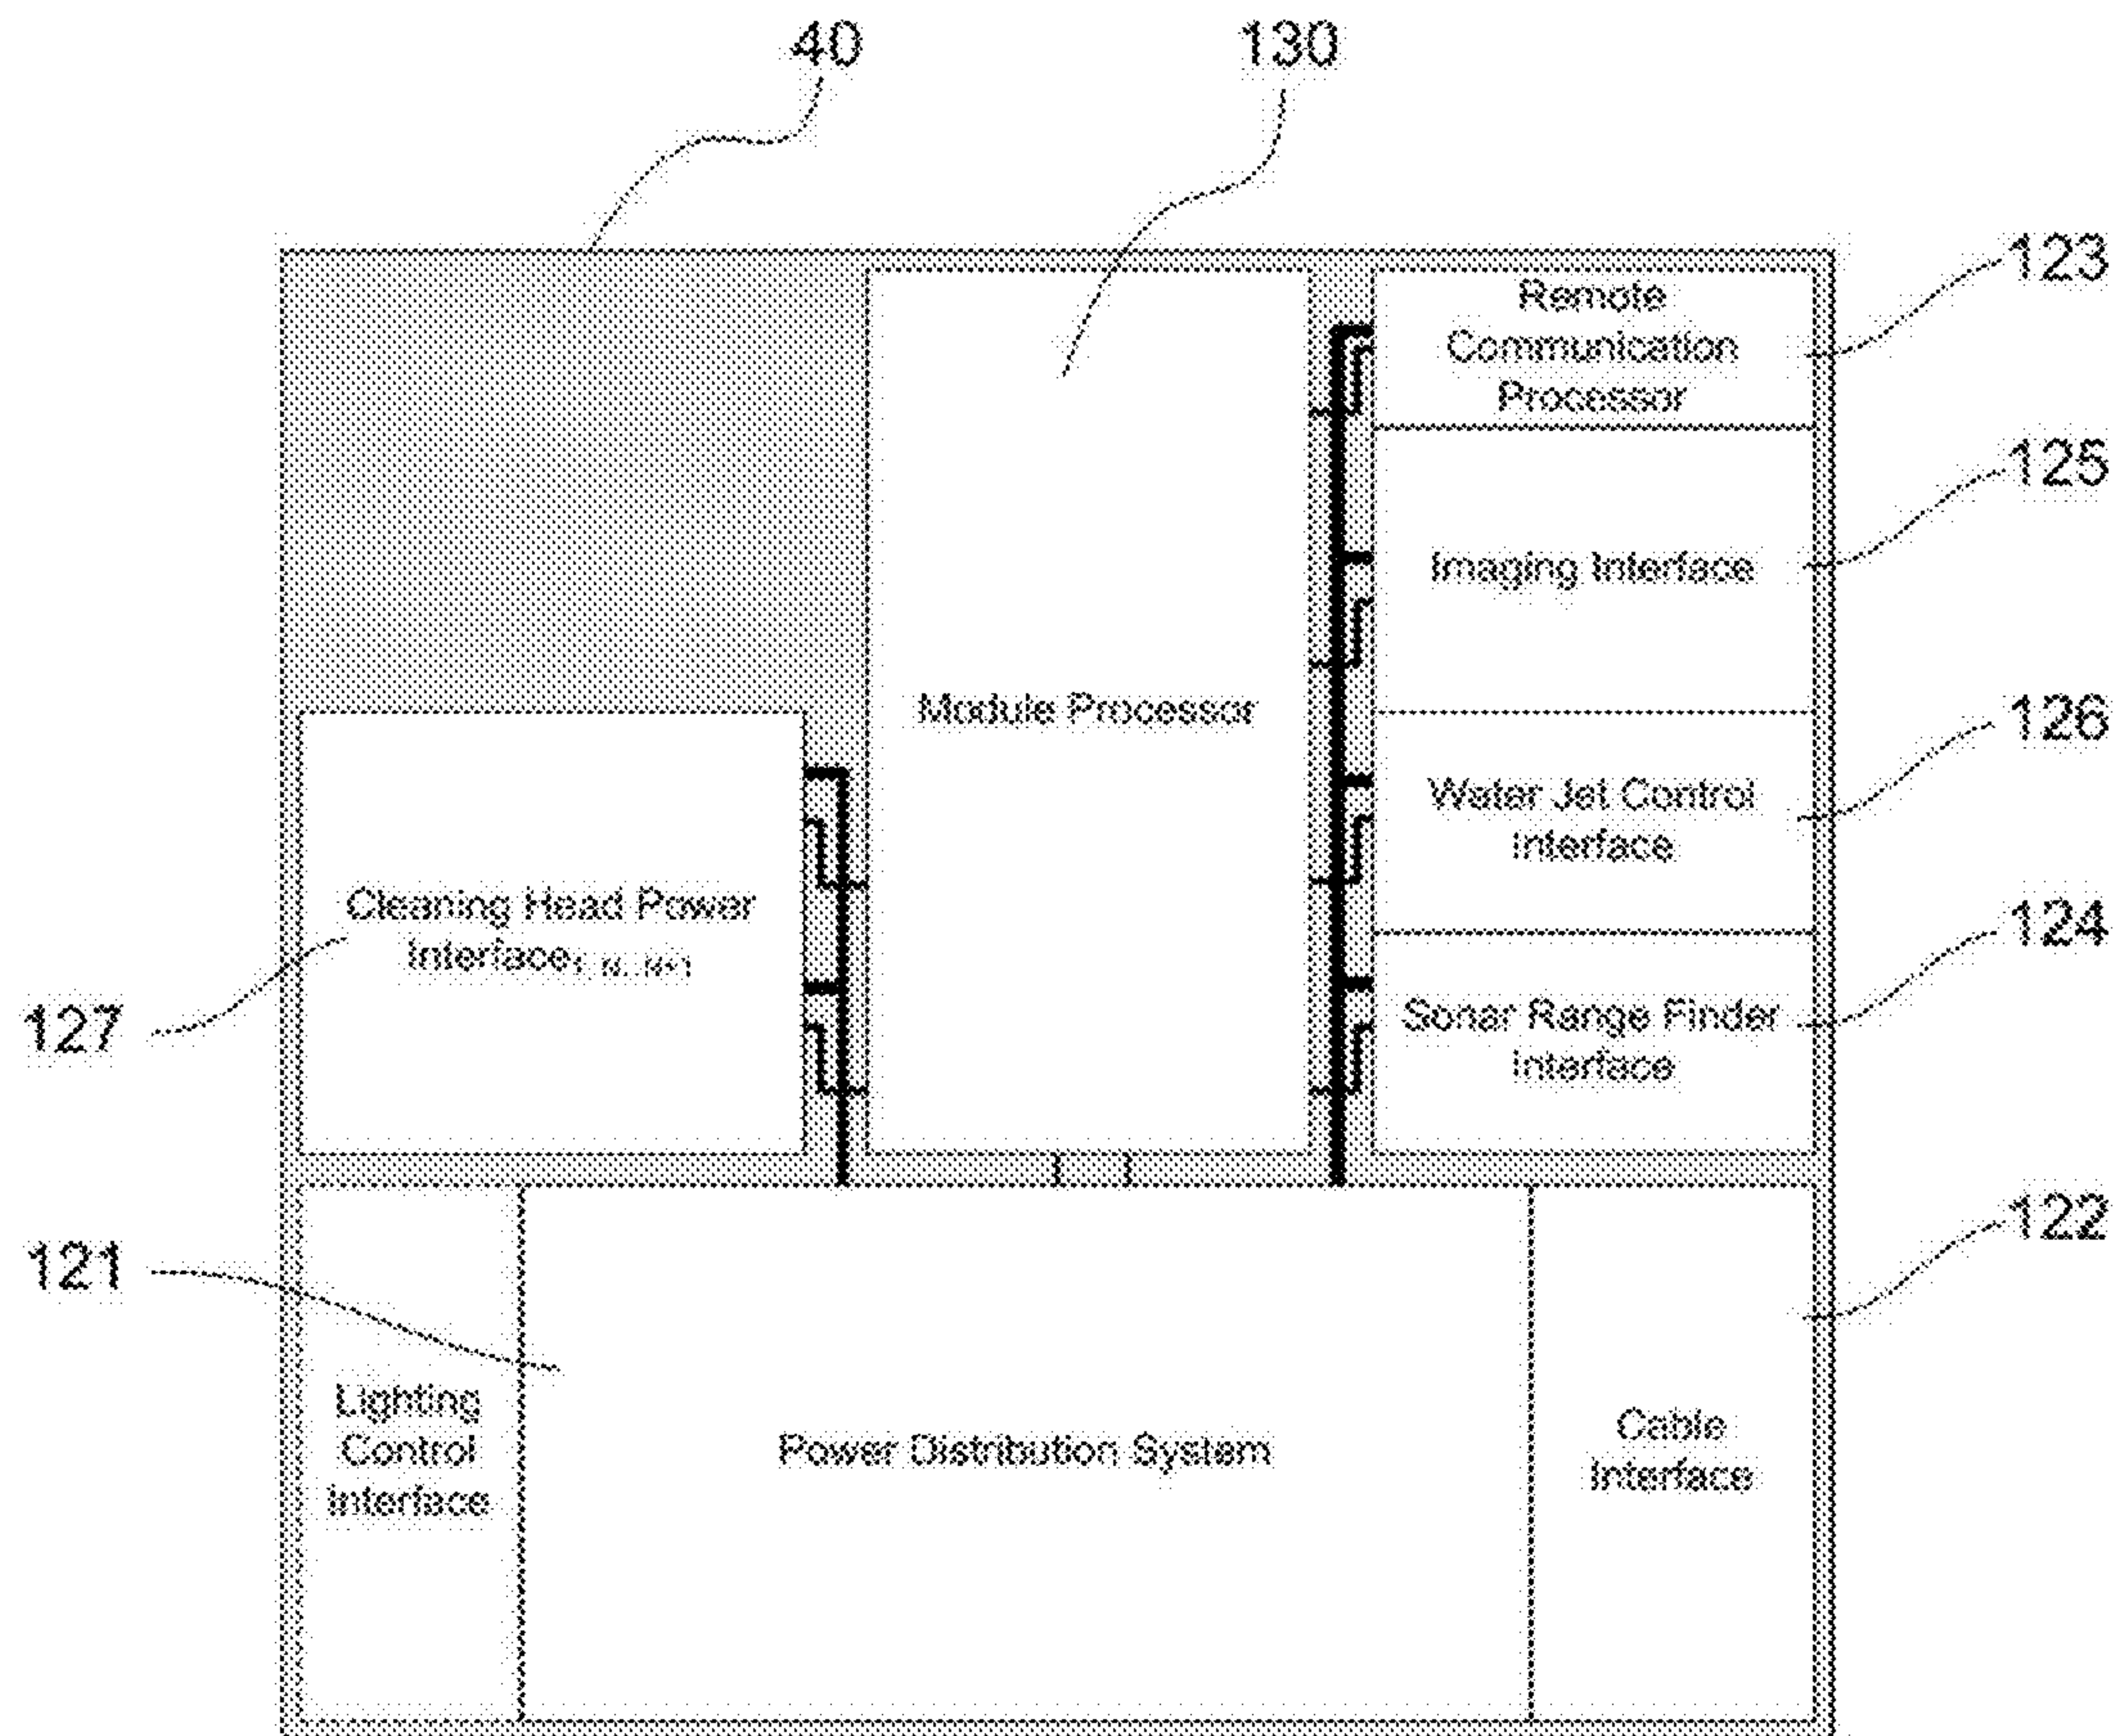 40
130
123
Remote
Communication
Processor
125
Imaging Interface
Module Processor
126
Water Jet Control
Interface
Cleaning Head Power
Interface
124
Sonar Range Finder
Interface
127
122
121
Lighting
Control
Interface
Power Distribution System
Cable
Interface